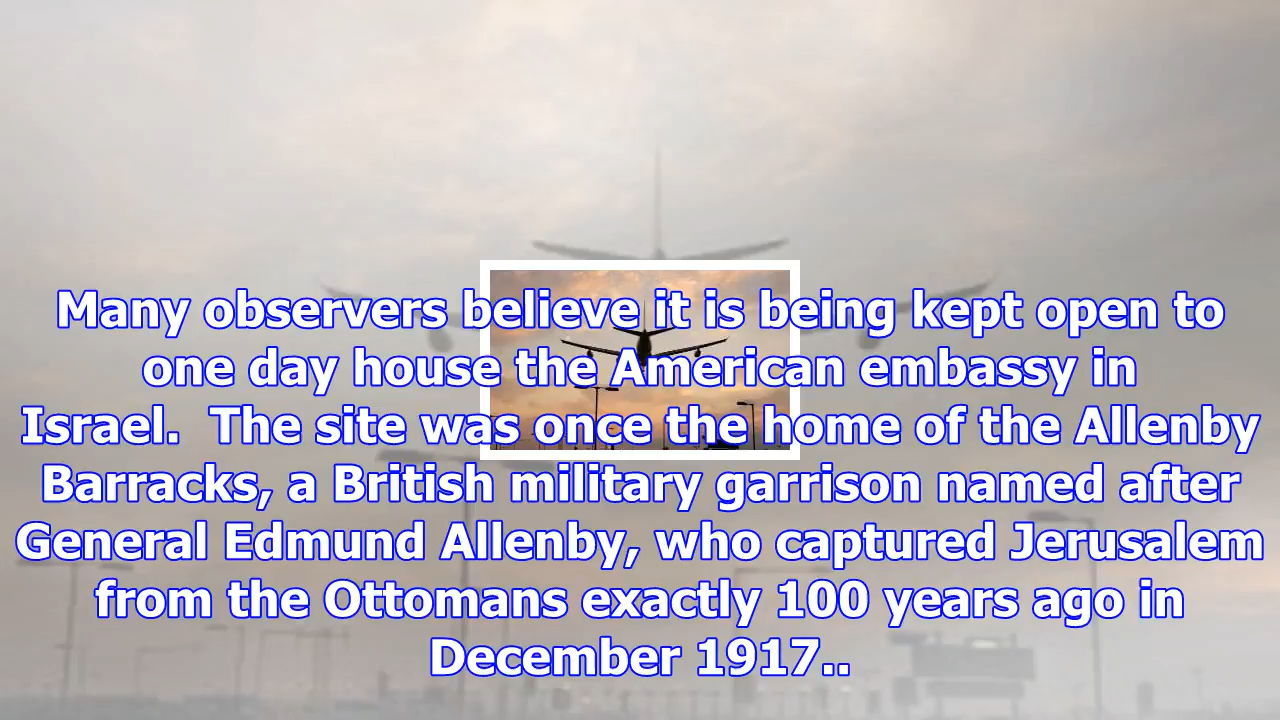 Many observers believe it is being kept open to
one day house the American embassy in
Israel.  The site was once the home of the Allenby
Barracks, a British military garrison named after
General Edmund Allenby, who captured Jerusalem
from the Ottomans exactly 100 years ago in
December 1917..